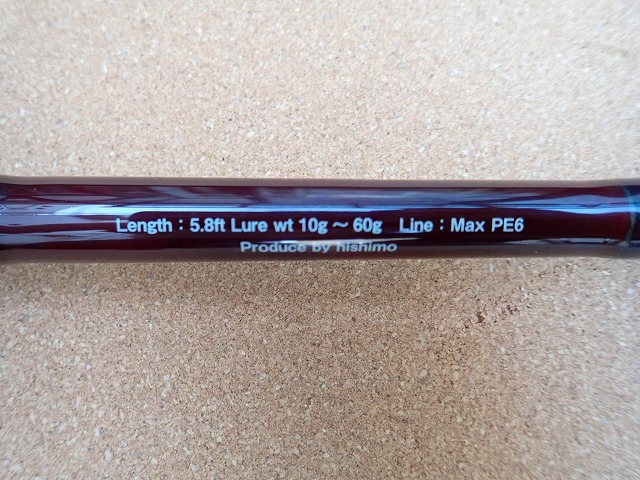 Length : 5.8ft Lure wt 10g ～ 60g Line : Max PE6
Produce by hishimo